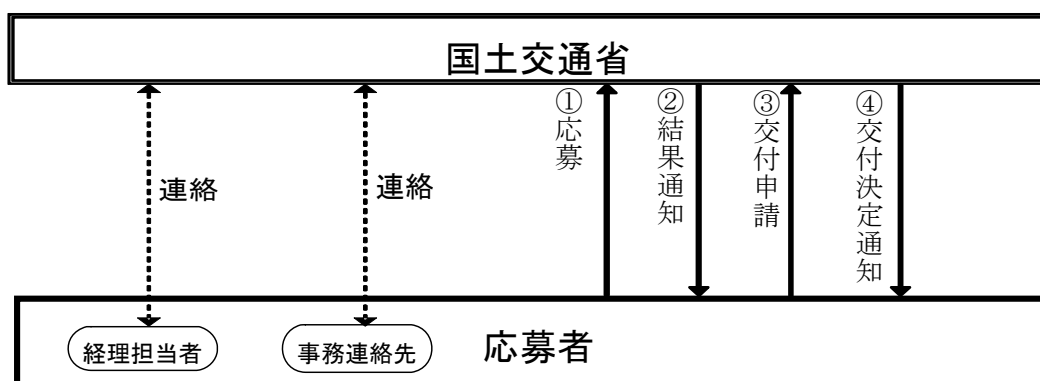 国土交通省
連絡
連絡
①応募
②結果通知
③交付申請
④交付決定通知
経理担当者
事務連絡先
応募者